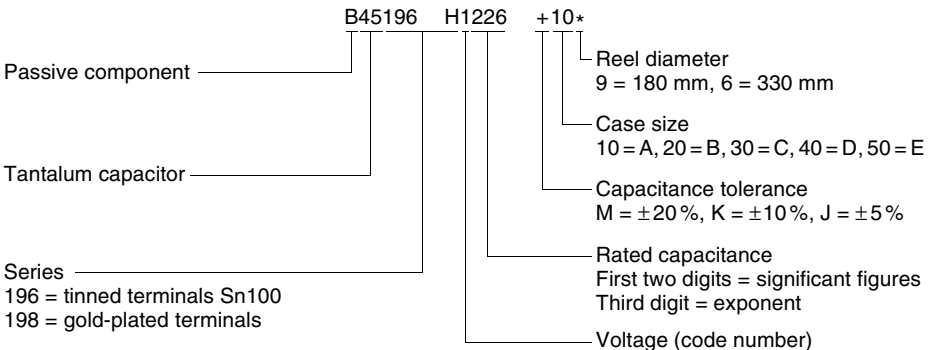 B45196 H1226 +10*
Passive component
Reel diameter
9 = 180 mm, 6 = 330 mm
Case size
10 = A, 20 = B, 30 = C, 40 = D, 50 = E
Tantalum capacitor
Capacitance tolerance
M = ±20 %, K = ±10 %, J = ±5 %
Rated capacitance
First two digits = significant figures
Third digit = exponent
Series
196 = tinned terminals Sn100
198 = gold-plated terminals
Voltage (code number)